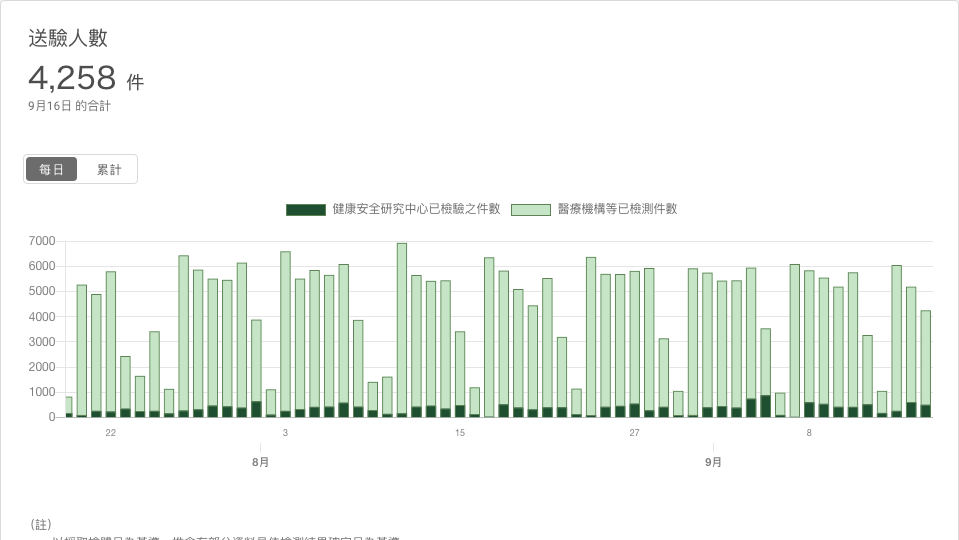 送驗人數
4,258 件
9月16日 的合計
每日 累計
健康安全研究中心已檢驗之件數 醫療機構等已檢測件數
7000
6000
5000
4000
3000
2000
1000
0
22 3 15 27 8
8月 9月
（註）